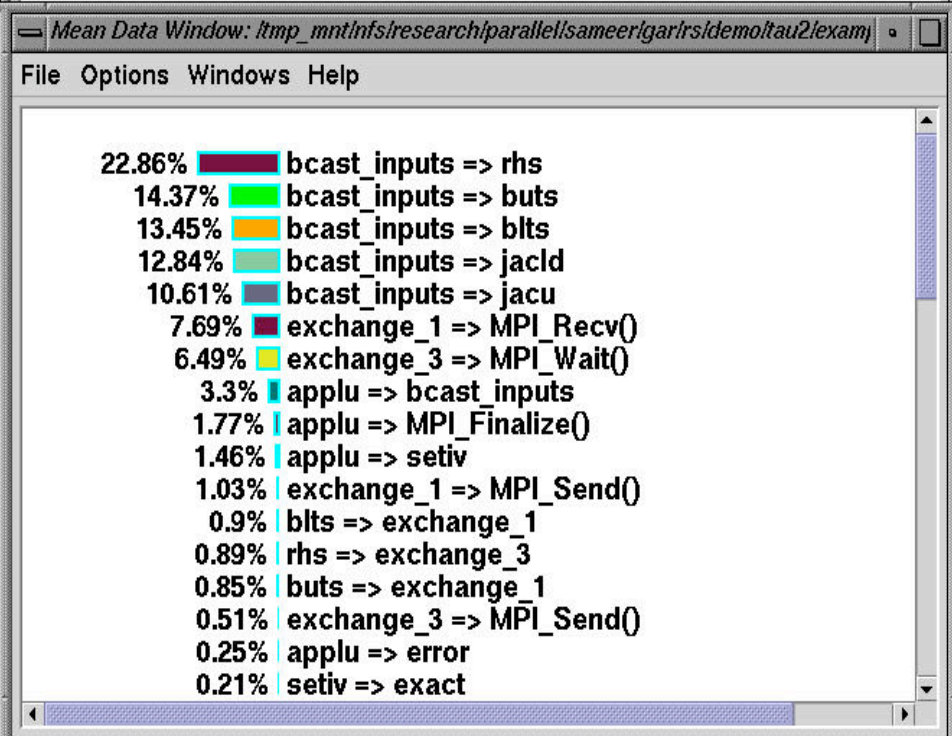 Mean Data Window: /tmp_mnt/nfs/research/parallel/sameer/gar/rs/demo/tau2/examp
File Options Windows Help
22.86% bcast_inputs => rhs
14.37% bcast_inputs => buts
13.45% bcast_inputs => blts
12.84% bcast_inputs => jacld
10.61% bcast_inputs => jacu
7.69% exchange_1 => MPI_Recv()
6.49% exchange_3 => MPI_Wait()
3.3% applu => bcast_inputs
1.77% applu => MPI_Finalize()
1.46% applu => setiv
1.03% exchange_1 => MPI_Send()
0.9% blts => exchange_1
0.89% rhs => exchange_3
0.85% buts => exchange_1
0.51% exchange_3 => MPI_Send()
0.25% applu => error
0.21% setiv => exact